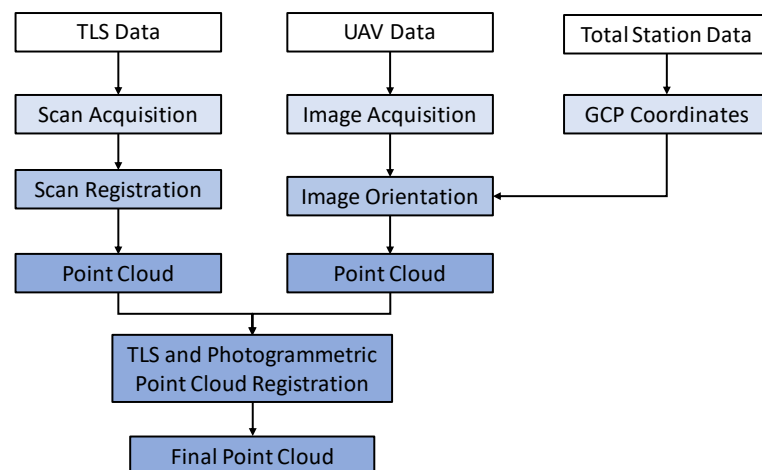 TLS Data
UAV Data
Total Station Data
Scan Acquisition
Image Acquisition
GCP Coordinates
Scan Registration
Image Orientation
Point Cloud
Point Cloud
TLS and Photogrammetric
Point Cloud Registration
Final Point Cloud